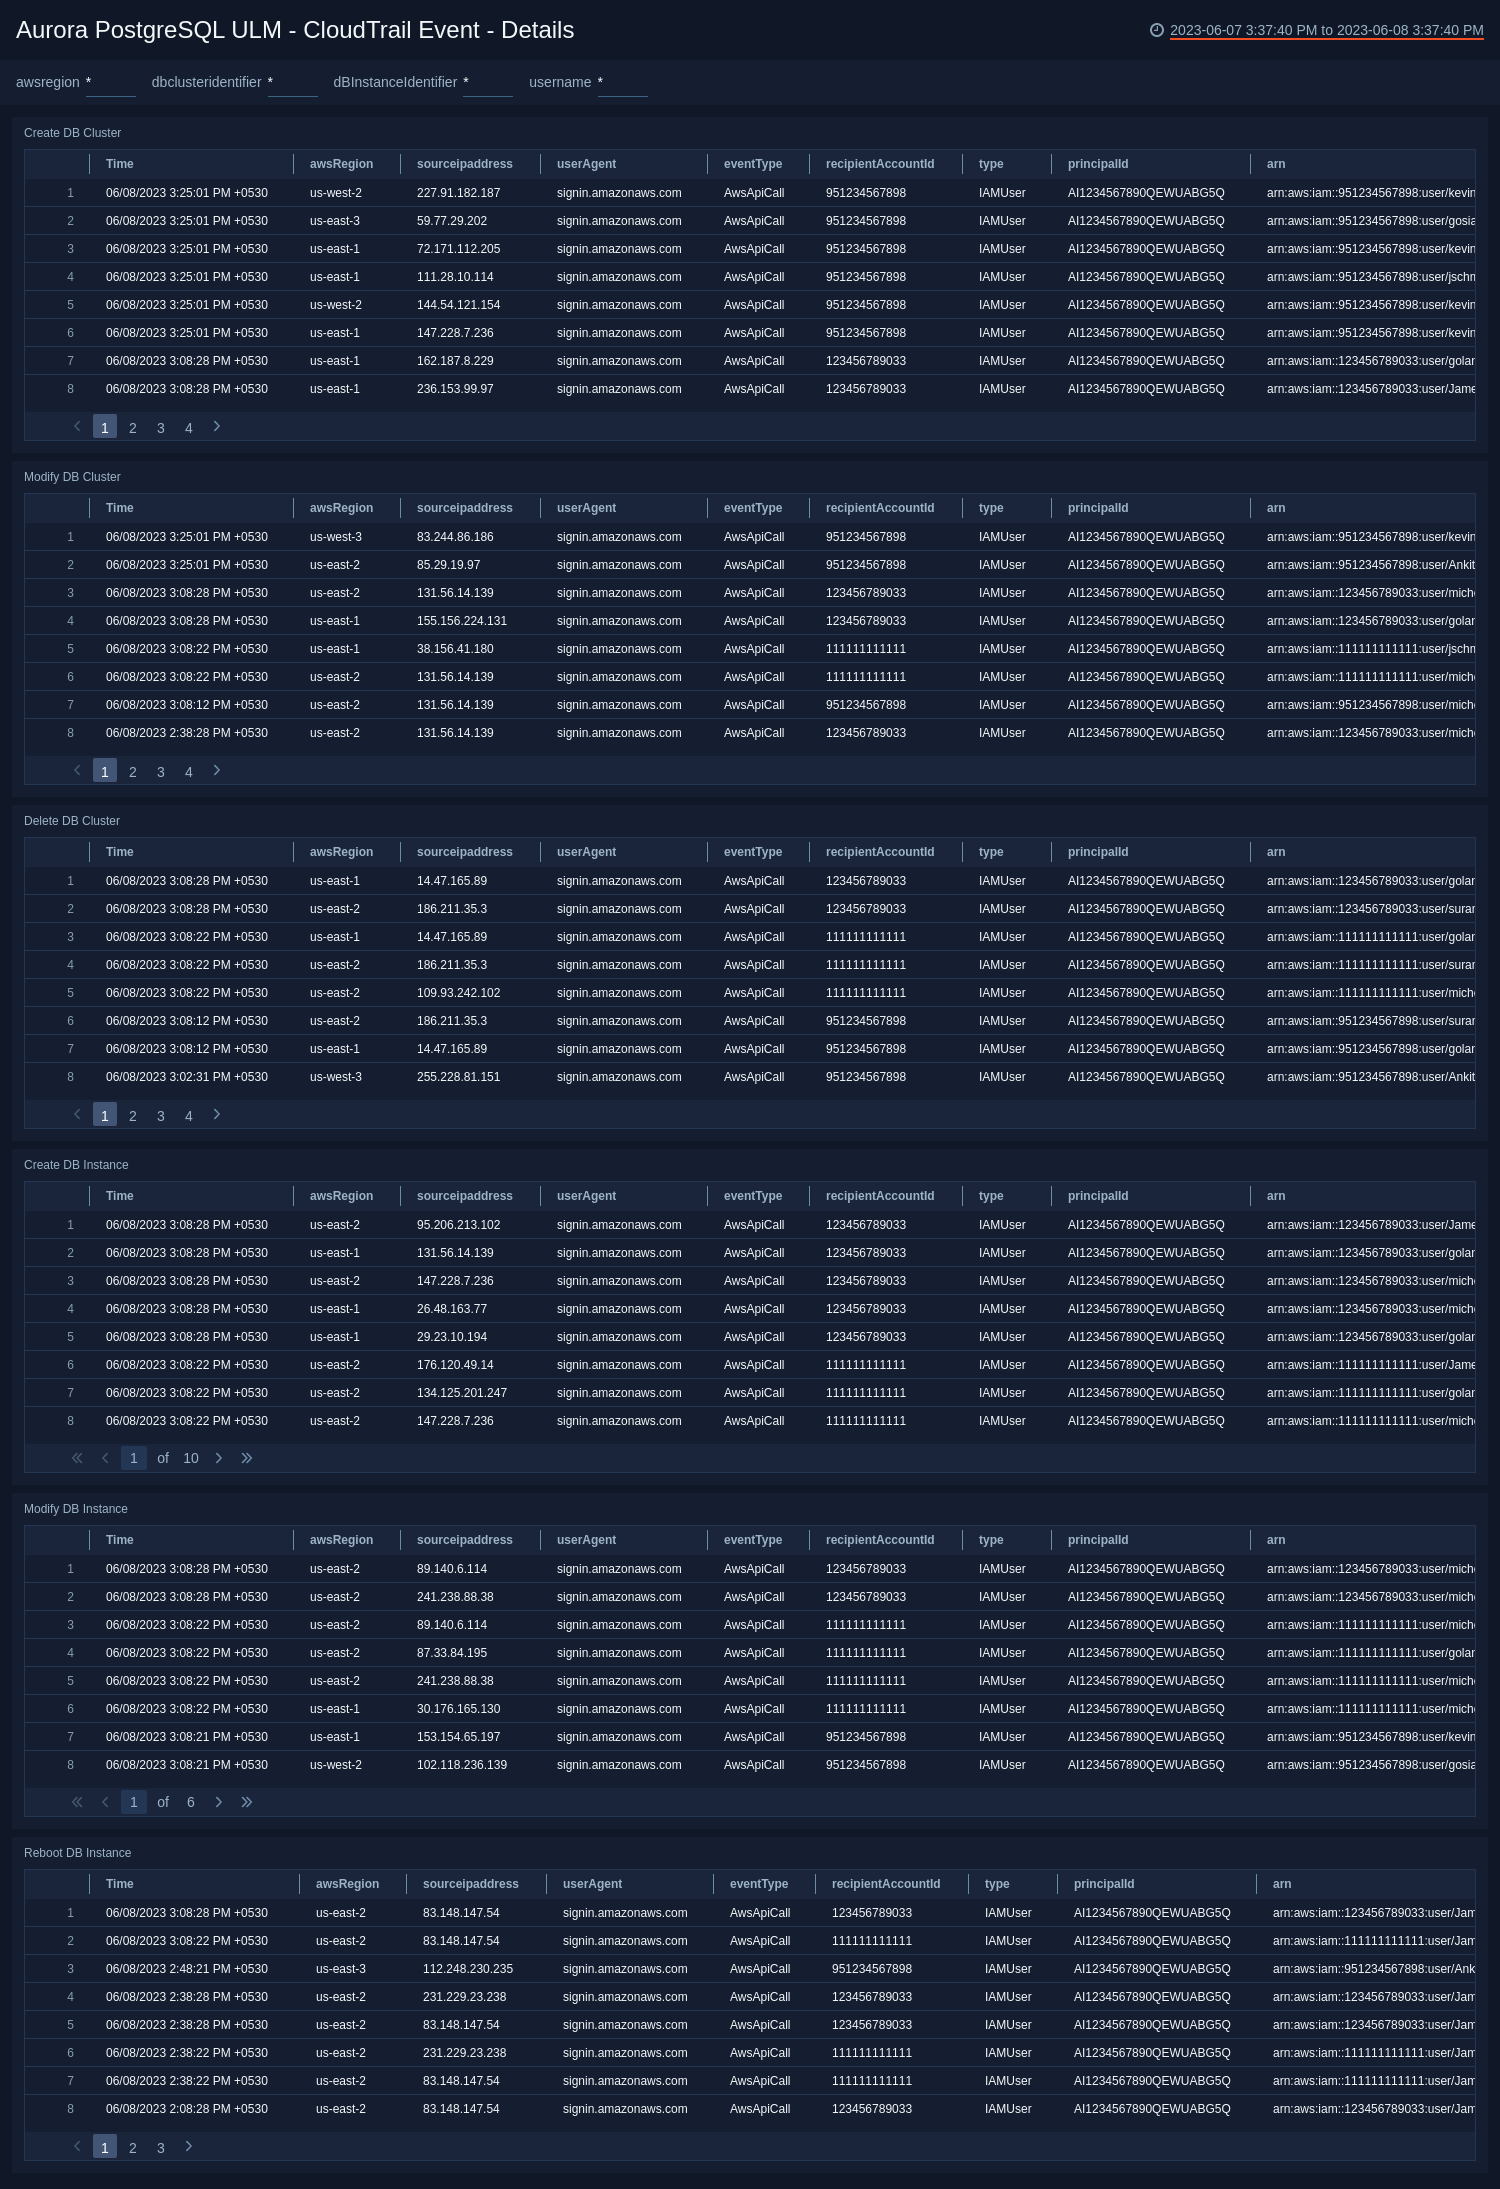 Aurora PostgreSQL ULM - CloudTrail Event - Details
2023-06-07 3:37:40 PM to 2023-06-08 3:37:40 PM
awsregion * dbclusteridentifier * dBInstanceIdentifier * username *
Create DB Cluster
Time awsRegion sourceipaddress userAgent eventType recipientAccountId type principalId arn
1 06/08/2023 3:25:01 PM +0530 us-west-2 227.91.182.187 signin.amazonaws.com AwsApiCall 951234567898 IAMUser AI1234567890QEWUABG5Q arn:aws:iam::951234567898:user/kevin
2 06/08/2023 3:25:01 PM +0530 us-east-3 59.77.29.202 signin.amazonaws.com AwsApiCall 951234567898 IAMUser AI1234567890QEWUABG5Q arn:aws:iam::951234567898:user/gosia
3 06/08/2023 3:25:01 PM +0530 us-east-1 72.171.112.205 signin.amazonaws.com AwsApiCall 951234567898 IAMUser AI1234567890QEWUABG5Q arn:aws:iam::951234567898:user/kevin
4 06/08/2023 3:25:01 PM +0530 us-east-1 111.28.10.114 signin.amazonaws.com AwsApiCall 951234567898 IAMUser AI1234567890QEWUABG5Q arn:aws:iam::951234567898:user/jschm
5 06/08/2023 3:25:01 PM +0530 us-west-2 144.54.121.154 signin.amazonaws.com AwsApiCall 951234567898 IAMUser AI1234567890QEWUABG5Q arn:aws:iam::951234567898:user/kevin
6 06/08/2023 3:25:01 PM +0530 us-east-1 147.228.7.236 signin.amazonaws.com AwsApiCall 951234567898 IAMUser AI1234567890QEWUABG5Q arn:aws:iam::951234567898:user/kevin
7 06/08/2023 3:08:28 PM +0530 us-east-1 162.187.8.229 signin.amazonaws.com AwsApiCall 123456789033 IAMUser AI1234567890QEWUABG5Q arn:aws:iam::123456789033:user/golan
8 06/08/2023 3:08:28 PM +0530 us-east-1 236.153.99.97 signin.amazonaws.com AwsApiCall 123456789033 IAMUser AI1234567890QEWUABG5Q arn:aws:iam::123456789033:user/Jame
1 2 3 4
Modify DB Cluster
Time awsRegion sourceipaddress userAgent eventType recipientAccountId type principalId arn
1 06/08/2023 3:25:01 PM +0530 us-west-3 83.244.86.186 signin.amazonaws.com AwsApiCall 951234567898 IAMUser AI1234567890QEWUABG5Q arn:aws:iam::951234567898:user/kevin
2 06/08/2023 3:25:01 PM +0530 us-east-2 85.29.19.97 signin.amazonaws.com AwsApiCall 951234567898 IAMUser AI1234567890QEWUABG5Q arn:aws:iam::951234567898:user/Ankit
3 06/08/2023 3:08:28 PM +0530 us-east-2 131.56.14.139 signin.amazonaws.com AwsApiCall 123456789033 IAMUser AI1234567890QEWUABG5Q arn:aws:iam::123456789033:user/miche
4 06/08/2023 3:08:28 PM +0530 us-east-1 155.156.224.131 signin.amazonaws.com AwsApiCall 123456789033 IAMUser AI1234567890QEWUABG5Q arn:aws:iam::123456789033:user/golan
5 06/08/2023 3:08:22 PM +0530 us-east-1 38.156.41.180 signin.amazonaws.com AwsApiCall 111111111111 IAMUser AI1234567890QEWUABG5Q arn:aws:iam::111111111111:user/jschm
6 06/08/2023 3:08:22 PM +0530 us-east-2 131.56.14.139 signin.amazonaws.com AwsApiCall 111111111111 IAMUser AI1234567890QEWUABG5Q arn:aws:iam::111111111111:user/miche
7 06/08/2023 3:08:12 PM +0530 us-east-2 131.56.14.139 signin.amazonaws.com AwsApiCall 951234567898 IAMUser AI1234567890QEWUABG5Q arn:aws:iam::951234567898:user/miche
8 06/08/2023 2:38:28 PM +0530 us-east-2 131.56.14.139 signin.amazonaws.com AwsApiCall 123456789033 IAMUser AI1234567890QEWUABG5Q arn:aws:iam::123456789033:user/miche
1 2 3 4
Delete DB Cluster
Time awsRegion sourceipaddress userAgent eventType recipientAccountId type principalId arn
1 06/08/2023 3:08:28 PM +0530 us-east-1 14.47.165.89 signin.amazonaws.com AwsApiCall 123456789033 IAMUser AI1234567890QEWUABG5Q arn:aws:iam::123456789033:user/golan
2 06/08/2023 3:08:28 PM +0530 us-east-2 186.211.35.3 signin.amazonaws.com AwsApiCall 123456789033 IAMUser AI1234567890QEWUABG5Q arn:aws:iam::123456789033:user/suran
3 06/08/2023 3:08:22 PM +0530 us-east-1 14.47.165.89 signin.amazonaws.com AwsApiCall 111111111111 IAMUser AI1234567890QEWUABG5Q arn:aws:iam::111111111111:user/golan
4 06/08/2023 3:08:22 PM +0530 us-east-2 186.211.35.3 signin.amazonaws.com AwsApiCall 111111111111 IAMUser AI1234567890QEWUABG5Q arn:aws:iam::111111111111:user/suran
5 06/08/2023 3:08:22 PM +0530 us-east-2 109.93.242.102 signin.amazonaws.com AwsApiCall 111111111111 IAMUser AI1234567890QEWUABG5Q arn:aws:iam::111111111111:user/miche
6 06/08/2023 3:08:12 PM +0530 us-east-2 186.211.35.3 signin.amazonaws.com AwsApiCall 951234567898 IAMUser AI1234567890QEWUABG5Q arn:aws:iam::951234567898:user/suran
7 06/08/2023 3:08:12 PM +0530 us-east-1 14.47.165.89 signin.amazonaws.com AwsApiCall 951234567898 IAMUser AI1234567890QEWUABG5Q arn:aws:iam::951234567898:user/golan
8 06/08/2023 3:02:31 PM +0530 us-west-3 255.228.81.151 signin.amazonaws.com AwsApiCall 951234567898 IAMUser AI1234567890QEWUABG5Q arn:aws:iam::951234567898:user/Ankit
1 2 3 4
Create DB Instance
Time awsRegion sourceipaddress userAgent eventType recipientAccountId type principalId arn
1 06/08/2023 3:08:28 PM +0530 us-east-2 95.206.213.102 signin.amazonaws.com AwsApiCall 123456789033 IAMUser AI1234567890QEWUABG5Q arn:aws:iam::123456789033:user/Jame
2 06/08/2023 3:08:28 PM +0530 us-east-1 131.56.14.139 signin.amazonaws.com AwsApiCall 123456789033 IAMUser AI1234567890QEWUABG5Q arn:aws:iam::123456789033:user/golan
3 06/08/2023 3:08:28 PM +0530 us-east-2 147.228.7.236 signin.amazonaws.com AwsApiCall 123456789033 IAMUser AI1234567890QEWUABG5Q arn:aws:iam::123456789033:user/miche
4 06/08/2023 3:08:28 PM +0530 us-east-1 26.48.163.77 signin.amazonaws.com AwsApiCall 123456789033 IAMUser AI1234567890QEWUABG5Q arn:aws:iam::123456789033:user/miche
5 06/08/2023 3:08:28 PM +0530 us-east-1 29.23.10.194 signin.amazonaws.com AwsApiCall 123456789033 IAMUser AI1234567890QEWUABG5Q arn:aws:iam::123456789033:user/golan
6 06/08/2023 3:08:22 PM +0530 us-east-2 176.120.49.14 signin.amazonaws.com AwsApiCall 111111111111 IAMUser AI1234567890QEWUABG5Q arn:aws:iam::111111111111:user/Jame
7 06/08/2023 3:08:22 PM +0530 us-east-2 134.125.201.247 signin.amazonaws.com AwsApiCall 111111111111 IAMUser AI1234567890QEWUABG5Q arn:aws:iam::111111111111:user/golan
8 06/08/2023 3:08:22 PM +0530 us-east-2 147.228.7.236 signin.amazonaws.com AwsApiCall 111111111111 IAMUser AI1234567890QEWUABG5Q arn:aws:iam::111111111111:user/miche
1 of 10
Modify DB Instance
Time awsRegion sourceipaddress userAgent eventType recipientAccountId type principalId arn
1 06/08/2023 3:08:28 PM +0530 us-east-2 89.140.6.114 signin.amazonaws.com AwsApiCall 123456789033 IAMUser AI1234567890QEWUABG5Q arn:aws:iam::123456789033:user/miche
2 06/08/2023 3:08:28 PM +0530 us-east-2 241.238.88.38 signin.amazonaws.com AwsApiCall 123456789033 IAMUser AI1234567890QEWUABG5Q arn:aws:iam::123456789033:user/miche
3 06/08/2023 3:08:22 PM +0530 us-east-2 89.140.6.114 signin.amazonaws.com AwsApiCall 111111111111 IAMUser AI1234567890QEWUABG5Q arn:aws:iam::111111111111:user/miche
4 06/08/2023 3:08:22 PM +0530 us-east-2 87.33.84.195 signin.amazonaws.com AwsApiCall 111111111111 IAMUser AI1234567890QEWUABG5Q arn:aws:iam::111111111111:user/golan
5 06/08/2023 3:08:22 PM +0530 us-east-2 241.238.88.38 signin.amazonaws.com AwsApiCall 111111111111 IAMUser AI1234567890QEWUABG5Q arn:aws:iam::111111111111:user/miche
6 06/08/2023 3:08:22 PM +0530 us-east-1 30.176.165.130 signin.amazonaws.com AwsApiCall 111111111111 IAMUser AI1234567890QEWUABG5Q arn:aws:iam::111111111111:user/miche
7 06/08/2023 3:08:21 PM +0530 us-east-1 153.154.65.197 signin.amazonaws.com AwsApiCall 951234567898 IAMUser AI1234567890QEWUABG5Q arn:aws:iam::951234567898:user/kevin
8 06/08/2023 3:08:21 PM +0530 us-west-2 102.118.236.139 signin.amazonaws.com AwsApiCall 951234567898 IAMUser AI1234567890QEWUABG5Q arn:aws:iam::951234567898:user/gosia
1 of 6
Reboot DB Instance
Time awsRegion sourceipaddress userAgent eventType recipientAccountId type principalId arn
1 06/08/2023 3:08:28 PM +0530 us-east-2 83.148.147.54 signin.amazonaws.com AwsApiCall 123456789033 IAMUser AI1234567890QEWUABG5Q arn:aws:iam::123456789033:user/Jam
2 06/08/2023 3:08:22 PM +0530 us-east-2 83.148.147.54 signin.amazonaws.com AwsApiCall 111111111111 IAMUser AI1234567890QEWUABG5Q arn:aws:iam::111111111111:user/Jam
3 06/08/2023 2:48:21 PM +0530 us-east-3 112.248.230.235 signin.amazonaws.com AwsApiCall 951234567898 IAMUser AI1234567890QEWUABG5Q arn:aws:iam::951234567898:user/Ank
4 06/08/2023 2:38:28 PM +0530 us-east-2 231.229.23.238 signin.amazonaws.com AwsApiCall 123456789033 IAMUser AI1234567890QEWUABG5Q arn:aws:iam::123456789033:user/Jam
5 06/08/2023 2:38:28 PM +0530 us-east-2 83.148.147.54 signin.amazonaws.com AwsApiCall 123456789033 IAMUser AI1234567890QEWUABG5Q arn:aws:iam::123456789033:user/Jam
6 06/08/2023 2:38:22 PM +0530 us-east-2 231.229.23.238 signin.amazonaws.com AwsApiCall 111111111111 IAMUser AI1234567890QEWUABG5Q arn:aws:iam::111111111111:user/Jam
7 06/08/2023 2:38:22 PM +0530 us-east-2 83.148.147.54 signin.amazonaws.com AwsApiCall 111111111111 IAMUser AI1234567890QEWUABG5Q arn:aws:iam::111111111111:user/Jam
8 06/08/2023 2:08:28 PM +0530 us-east-2 83.148.147.54 signin.amazonaws.com AwsApiCall 123456789033 IAMUser AI1234567890QEWUABG5Q arn:aws:iam::123456789033:user/Jam
1 2 3